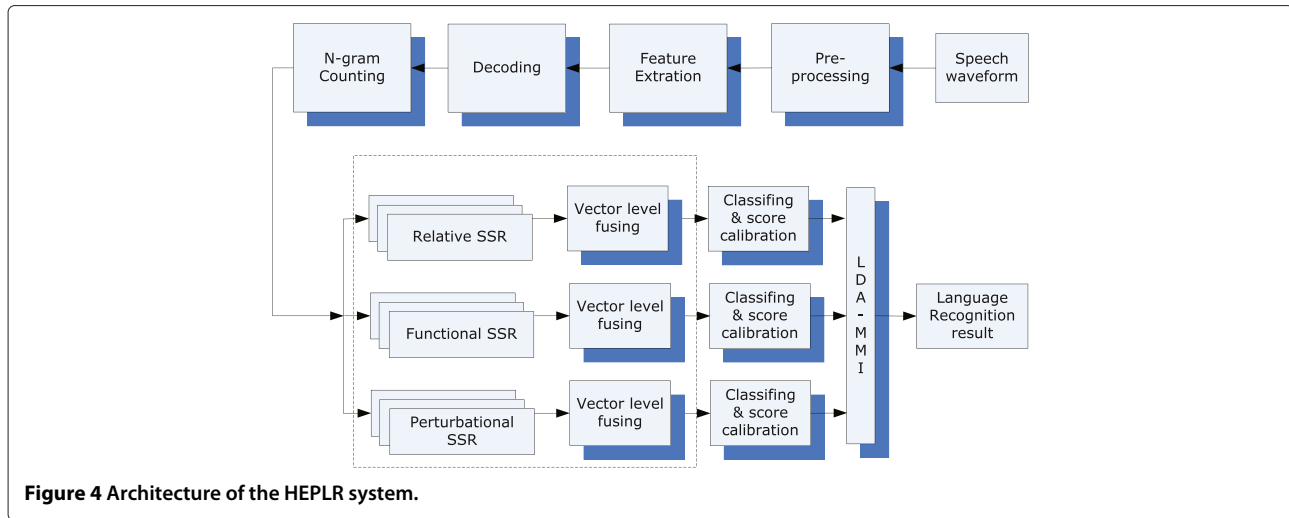 N-gram
Counting
Decoding
Feature
Extration
Pre-
processing
Speech
waveform
Relative SSR
Vector level
fusing
Classifing
& score
calibration
Functional SSR
Vector level
fusing
Classifing
& score
calibration
Perturbational
SSR
Vector level
fusing
Classifing
& score
calibration
L
D
A
-
M
M
I
Language
Recognition
result
Figure 4 Architecture of the HEPLR system.